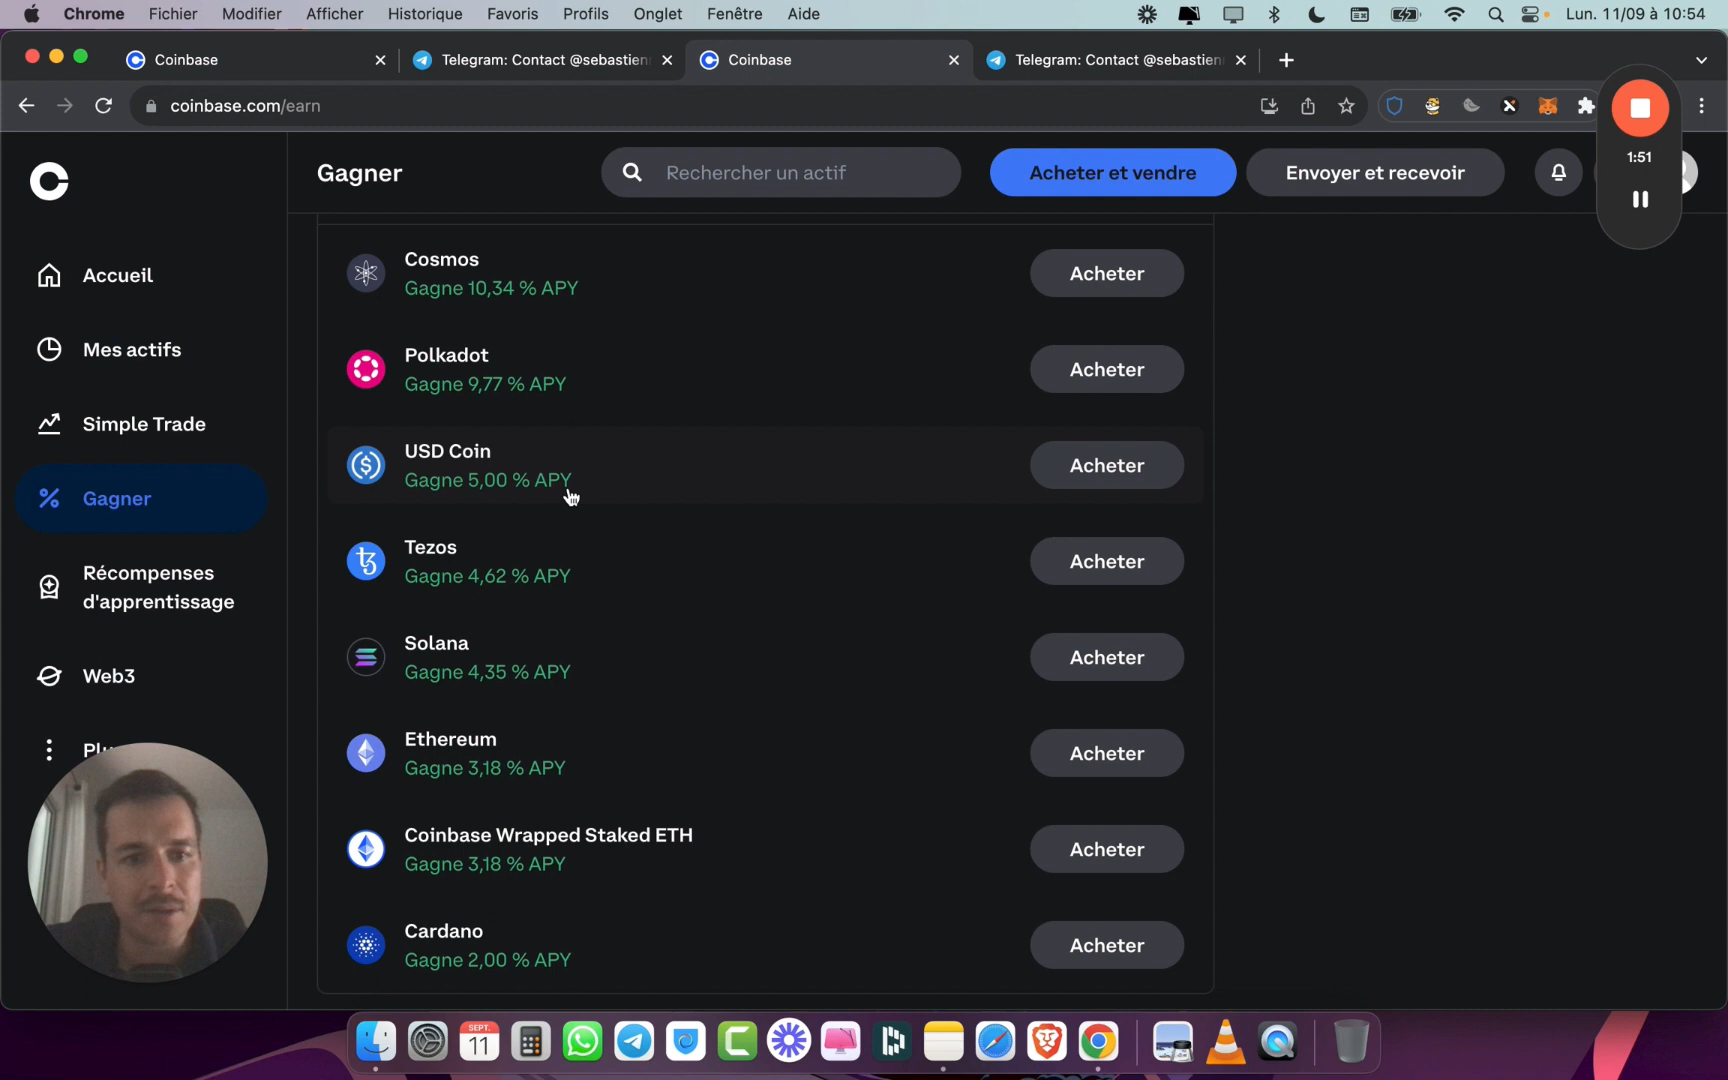 Chrome
Fichier
Modifier
Afficher
Historique
Favoris
Profils
Onglet
Fenêtre
Aide
Lun. 11/09 à 10:54
Coinbase
Telegram: Contact @sebastien
Coinbase
Telegram: Contact @sebastien
coinbase.com/earn
1:51
Gagner
Rechercher un actif
Acheter et vendre
Envoyer et recevoir
Accueil
Mes actifs
Simple Trade
Gagner
Récompenses
d'apprentissage
Web3
Cosmos
Gagne 10,34 % APY
Acheter
Polkadot
Gagne 9,77 % APY
Acheter
USD Coin
Gagne 5,00 % APY
Acheter
Tezos
Gagne 4,62 % APY
Acheter
Solana
Gagne 4,35 % APY
Acheter
Ethereum
Gagne 3,18 % APY
Acheter
Coinbase Wrapped Staked ETH
Gagne 3,18 % APY
Acheter
Cardano
Gagne 2,00 % APY
Acheter
SEPT.
11